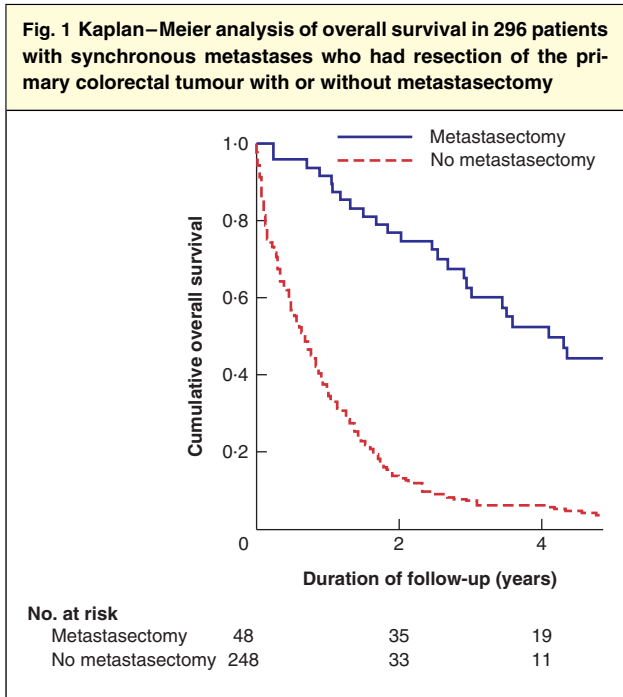 Fig. 1 Kaplan–Meier analysis of overall survival in 296 patients
with synchronous metastases who had resection of the pri-
mary colorectal tumour with or without metastasectomy
Metastasectomy
No metastasectomy
Cumulative overall survival
1·0
0·8
0·6
0·4
0·2
0 2 4
Duration of follow-up (years)
No. at risk
Metastasectomy 48 35 19
No metastasectomy 248 33 11